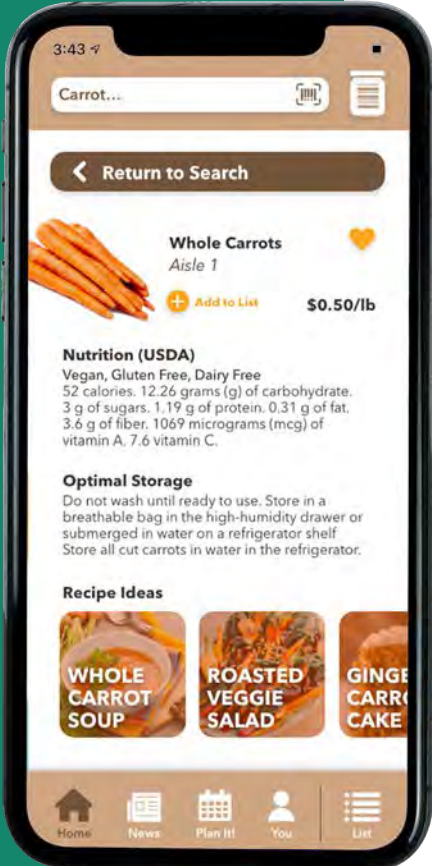 3:43
Carrot...
Return to Search
Whole Carrots
Aisle 1
Add to List
$0.50/lb
Nutrition (USDA)
Vegan, Gluten Free, Dairy Free
52 calories. 12.26 grams (g) of carbohydrate.
3 g of sugars. 1.19 g of protein. 0.31 g of fat.
3.6 g of fiber. 1069 micrograms (mcg) of
vitamin A. 7.6 vitamin C.
Optimal Storage
Do not wash until ready to use. Store in a
breathable bag in the high-humidity drawer or
submerged in water on a refrigerator shelf
Store all cut carrots in water in the refrigerator.
Recipe Ideas
WHOLE
CARROT
SOUP
ROASTED
VEGGIE
SALAD
GINGE
CARR
CAKE
Home
News
Plan It!
You
List